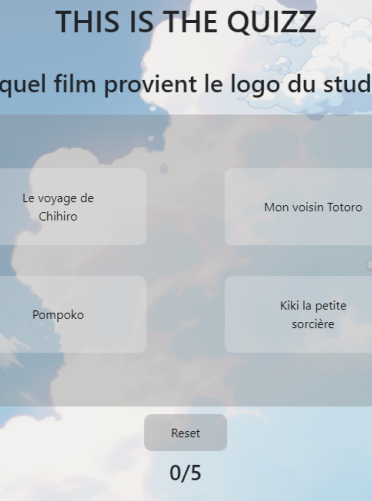 THIS IS THE QUIZZ
quel film provient le logo du stud
Le voyage de
Chihiro
Mon voisin Totoro
Pompoko
Kiki la petite
sorcière
Reset
0/5